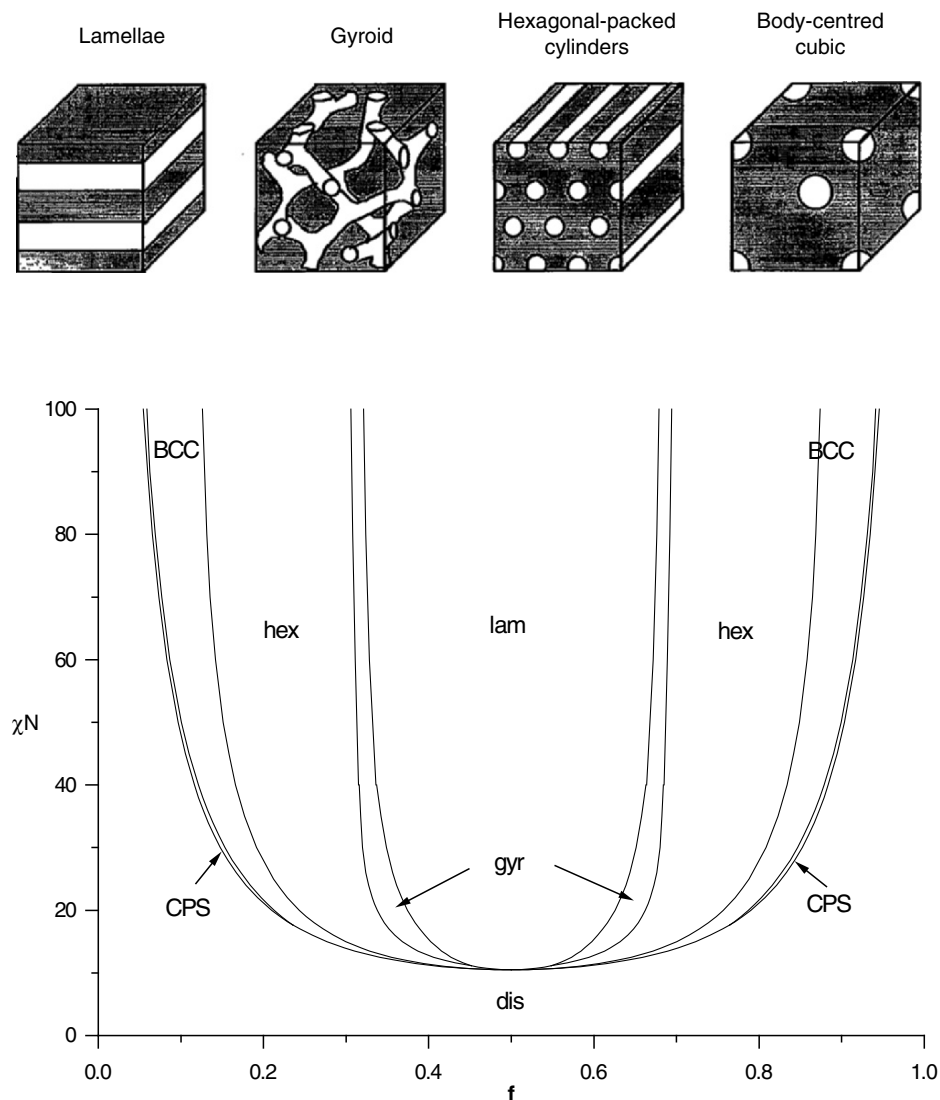 Lamellae
Gyroid
Hexagonal-packed
cylinders
Body-centred
cubic
100
80
60
40
20
0
χN
BCC
BCC
hex
lam
hex
gyr
CPS
CPS
dis
0.0
0.2
0.4
0.6
0.8
1.0
f